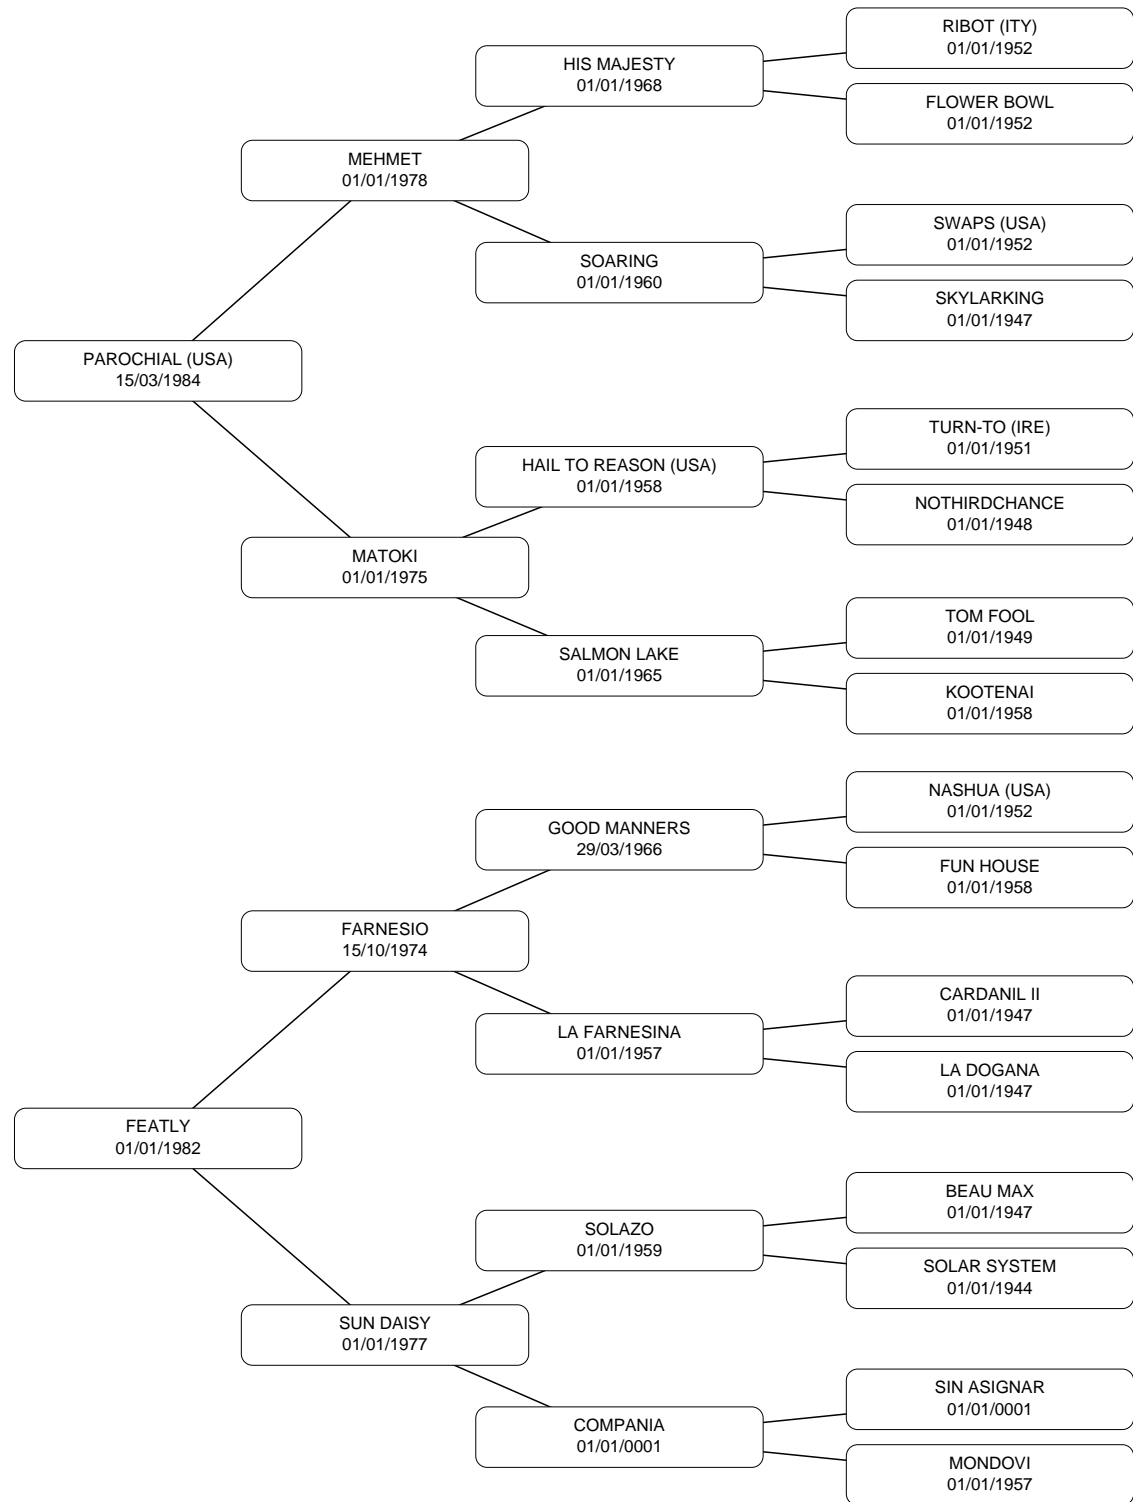 RIBOT (ITY)
01/01/1952
HIS MAJESTY
01/01/1968
FLOWER BOWL
01/01/1952
MEHMET
01/01/1978
SWAPS (USA)
01/01/1952
SOARING
01/01/1960
SKYLARKING
01/01/1947
PAROCHIAL (USA)
15/03/1984
TURN-TO (IRE)
01/01/1951
HAIL TO REASON (USA)
01/01/1958
NOTHIRDCHANCE
01/01/1948
MATOKI
01/01/1975
TOM FOOL
01/01/1949
SALMON LAKE
01/01/1965
KOOTENAI
01/01/1958
NASHUA (USA)
01/01/1952
GOOD MANNERS
29/03/1966
FUN HOUSE
01/01/1958
FARNESIO
15/10/1974
CARDANIL II
01/01/1947
LA FARNESINA
01/01/1957
LA DOGANA
01/01/1947
FEATLY
01/01/1982
BEAU MAX
01/01/1947
SOLAZO
01/01/1959
SOLAR SYSTEM
01/01/1944
SUN DAISY
01/01/1977
SIN ASIGNAR
01/01/0001
COMPANIA
01/01/0001
MONDOVI
01/01/1957